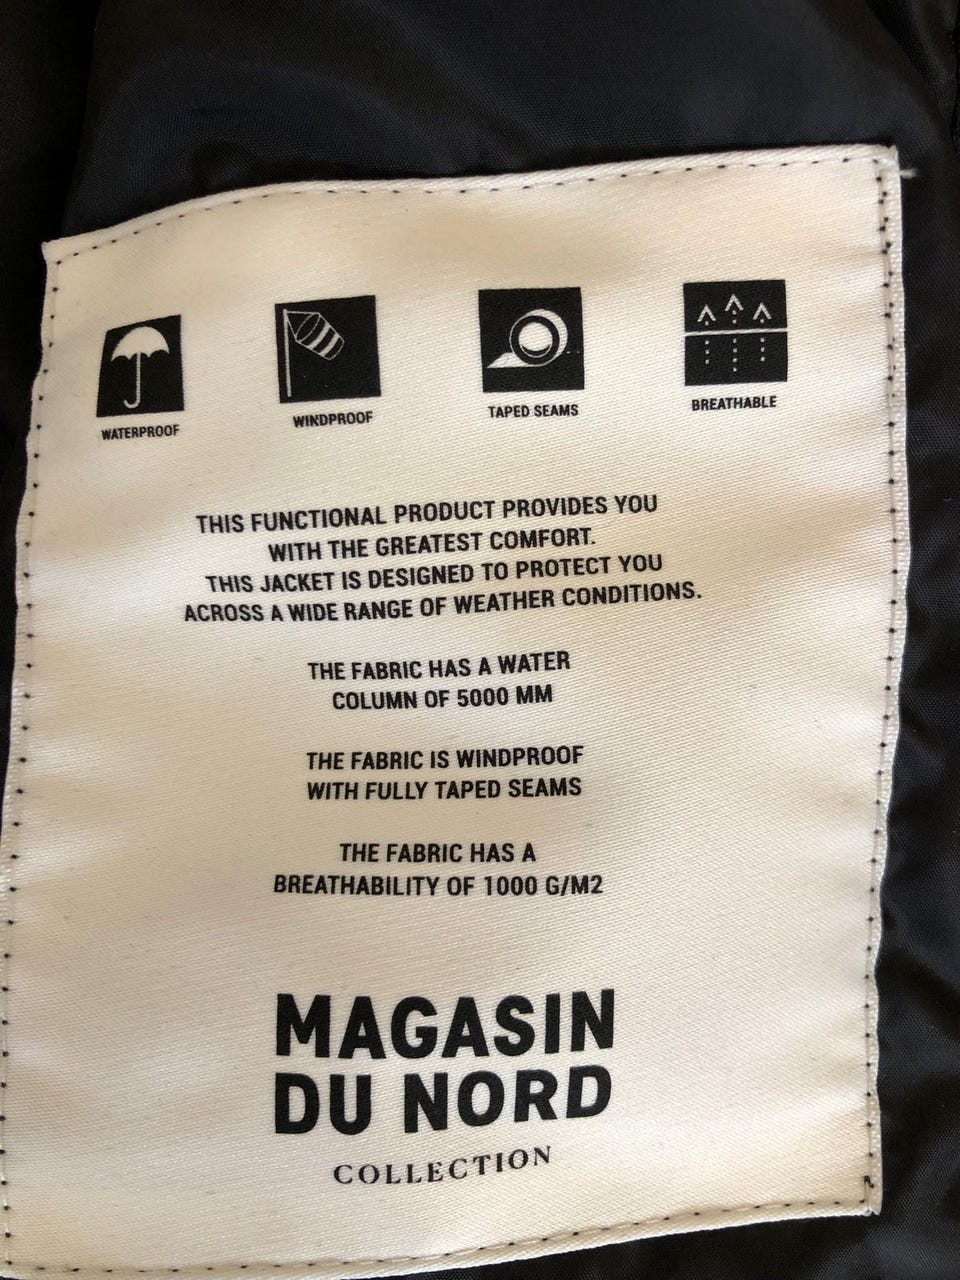 WATERPROOF
WINDPROOF
TAPED SEAMS
BREATHABLE
THIS FUNCTIONAL PRODUCT PROVIDES YOU
WITH THE GREATEST COMFORT.
THIS JACKET IS DESIGNED TO PROTECT YOU
ACROSS A WIDE RANGE OF WEATHER CONDITIONS.
THE FABRIC HAS A WATER
COLUMN OF 5000 MM
THE FABRIC IS WINDPROOF
WITH FULLY TAPED SEAMS
THE FABRIC HAS A
BREATHABILITY OF 1000 G/M2
MAGASIN
DU NORD
COLLECTION